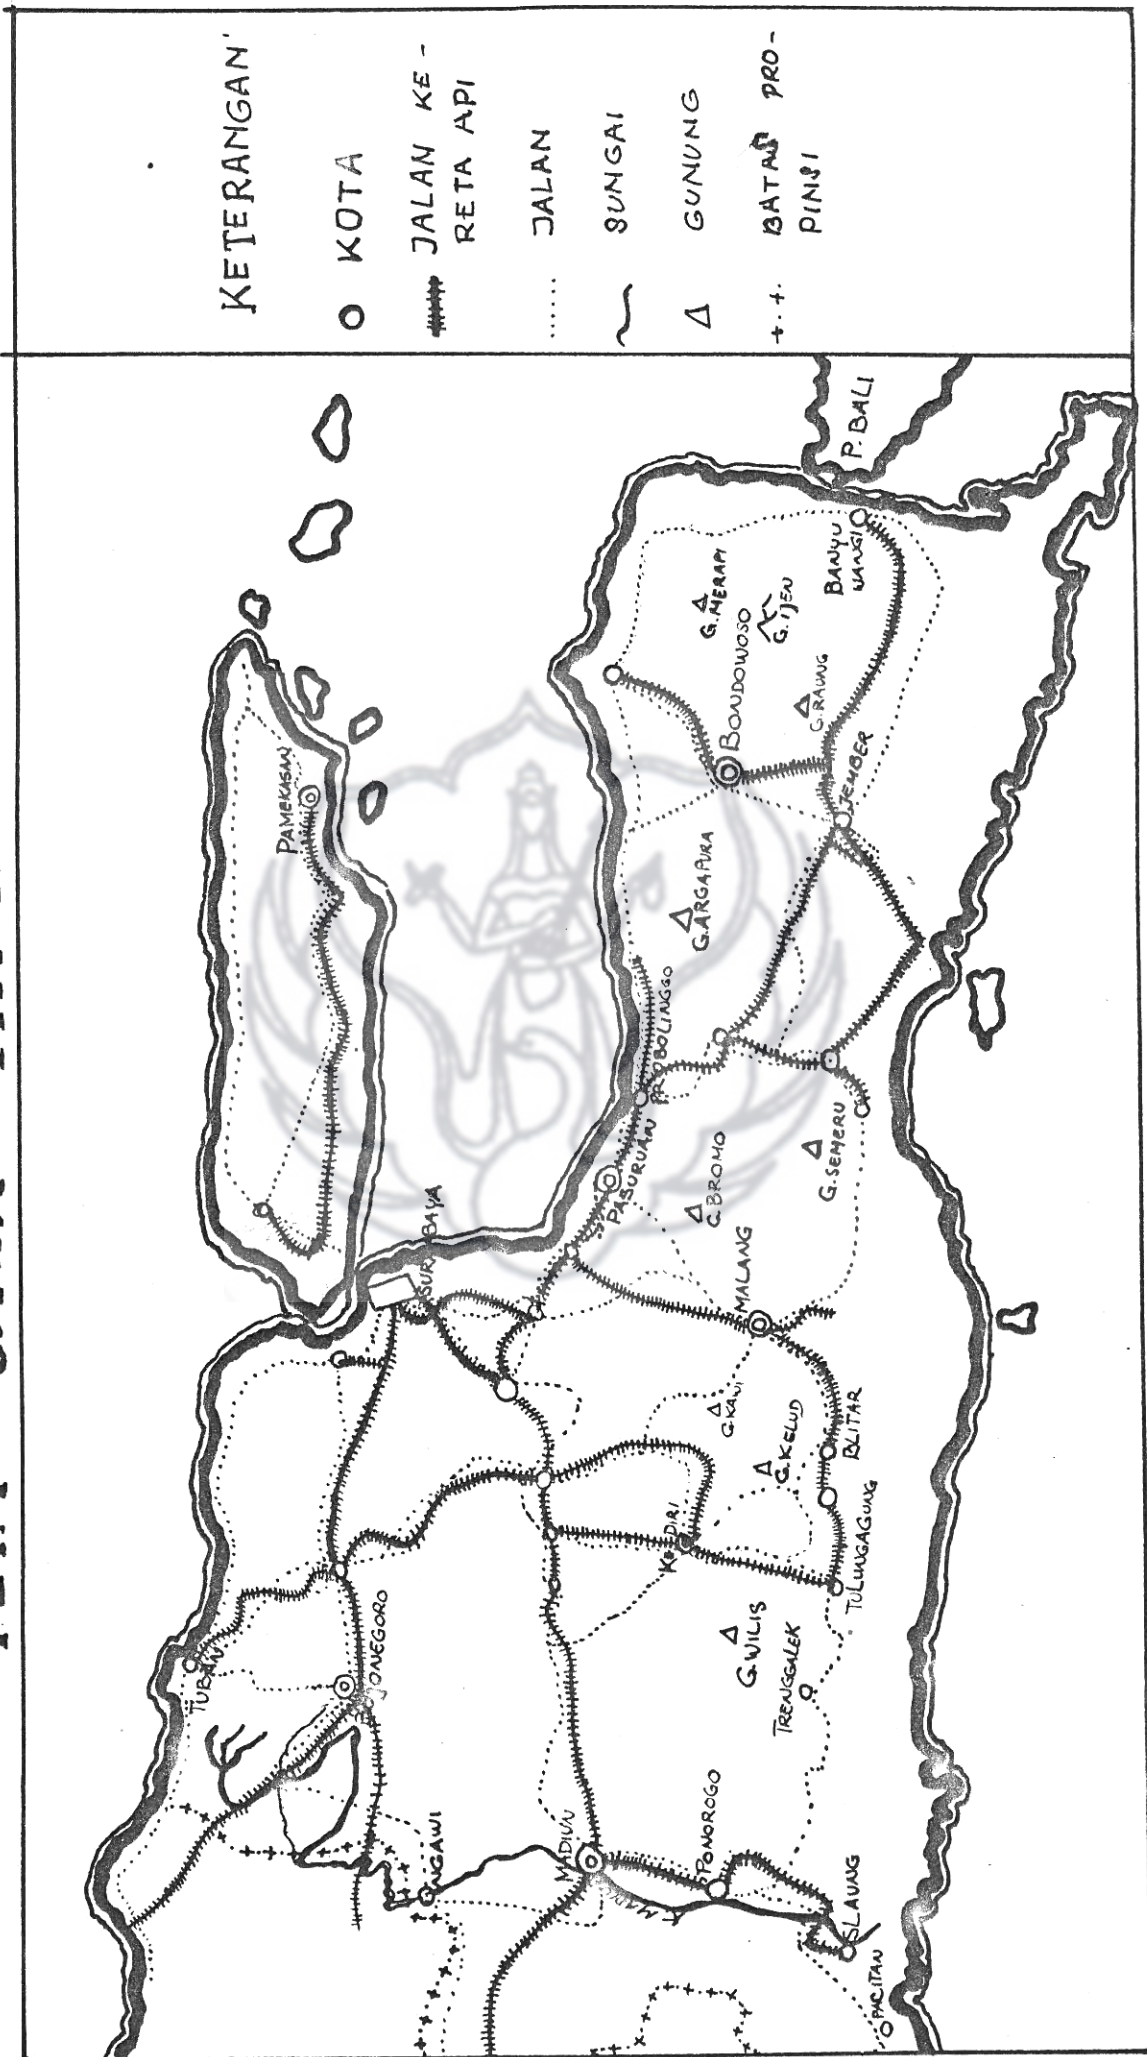 KETERANGAN'
KOTA
JALAN KE-
RETA API
JALAN
SUNGAI
GUNUNG
BATAS PRO-
PINSI
P. BALI
PAMEKASAN
SURABAYA
TUBAN
BOJONEGORO
NGAWI
MADIUN
PONOROGO
SLAUNG
PACITAN
TRENGGALEK
G.WILIS
TULUNGAGUNG
KEDIRI
G.KELUD
G.KAWI
BLITAR
MALANG
PASURUAN
G.BROMO
G.SEMERU
PROBOLINGGO
G.ARGAPURA
JEMBER
BONDOWOSO
G.RAUNG
G.MERAPI
G.IJEN
BANYU
WANGI